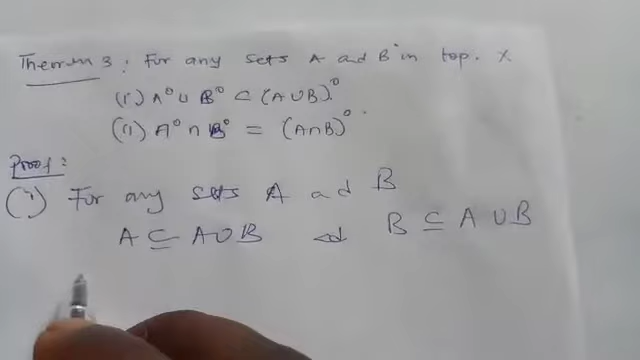 Theorem 3: For any sets A and B in top. X
(i) A° ∪ B° ⊂ (A∪B)°
(ii) A° ∩ B° = (A∩B)°.
Proof:
(i) For any sets A and B
A ⊆ A∪B and B ⊆ A∪B